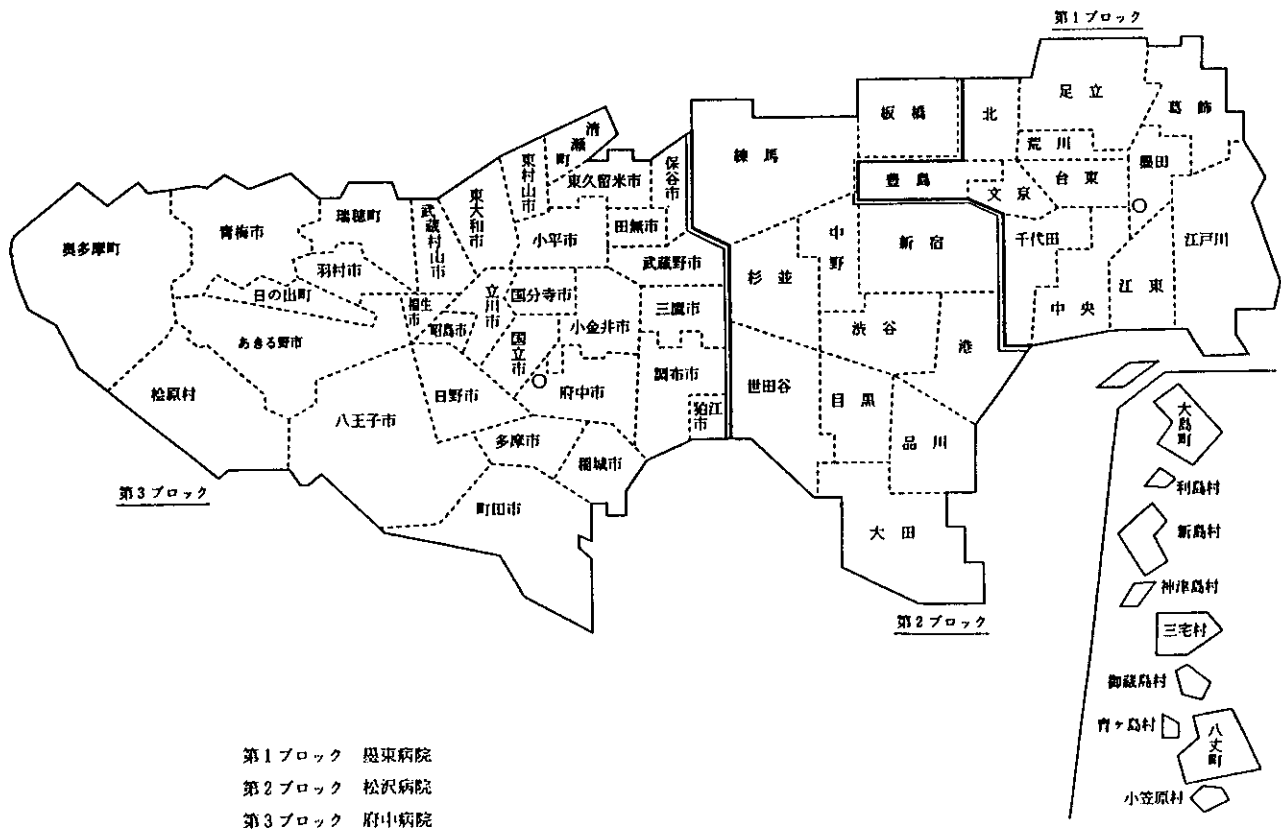 第1ブロック
足立
板橋
北
葛飾
清瀬町
練馬
荒川
東村山市
保谷市
墨田
東久留米市
豊島
台東
文京
東大和市
瑞穂町
武蔵村山市
青梅市
田無市
奥多摩町
小平市
中野
新宿
千代田
江戸川
羽村市
武蔵野市
杉並
日の出町
立川市
国分寺市
江東
福生市
三鷹市
中央
昭島市
小金井市
渋谷
あきる野市
国立市
港
調布市
世田谷
桧原村
日野市
府中市
目黒
八王子市
狛江市
大島町
多摩市
品川
稲城市
第3ブロック
利島村
町田市
新島村
大田
神津島村
第2ブロック
三宅村
御蔵島村
青ヶ島村
八丈町
小笠原村
第1ブロック 墨東病院
第2ブロック 松沢病院
第3ブロック 府中病院